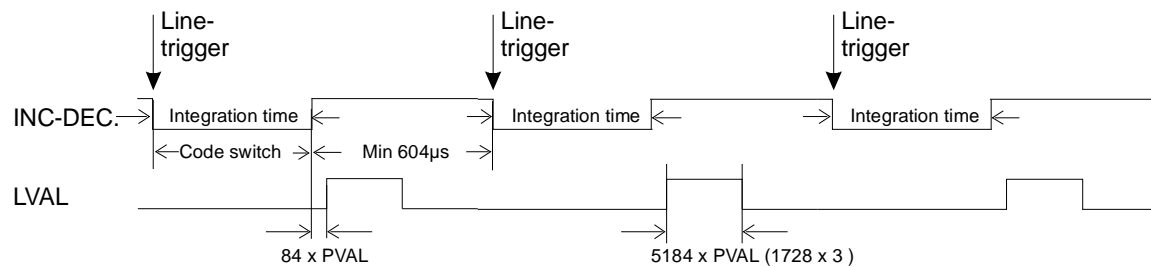 Line-
trigger
Line-
trigger
Line-
trigger
INC-DEC.
Integration time
Integration time
Integration time
Code switch
Min 604µs
LVAL
84 x PVAL
5184 x PVAL (1728 x 3 )